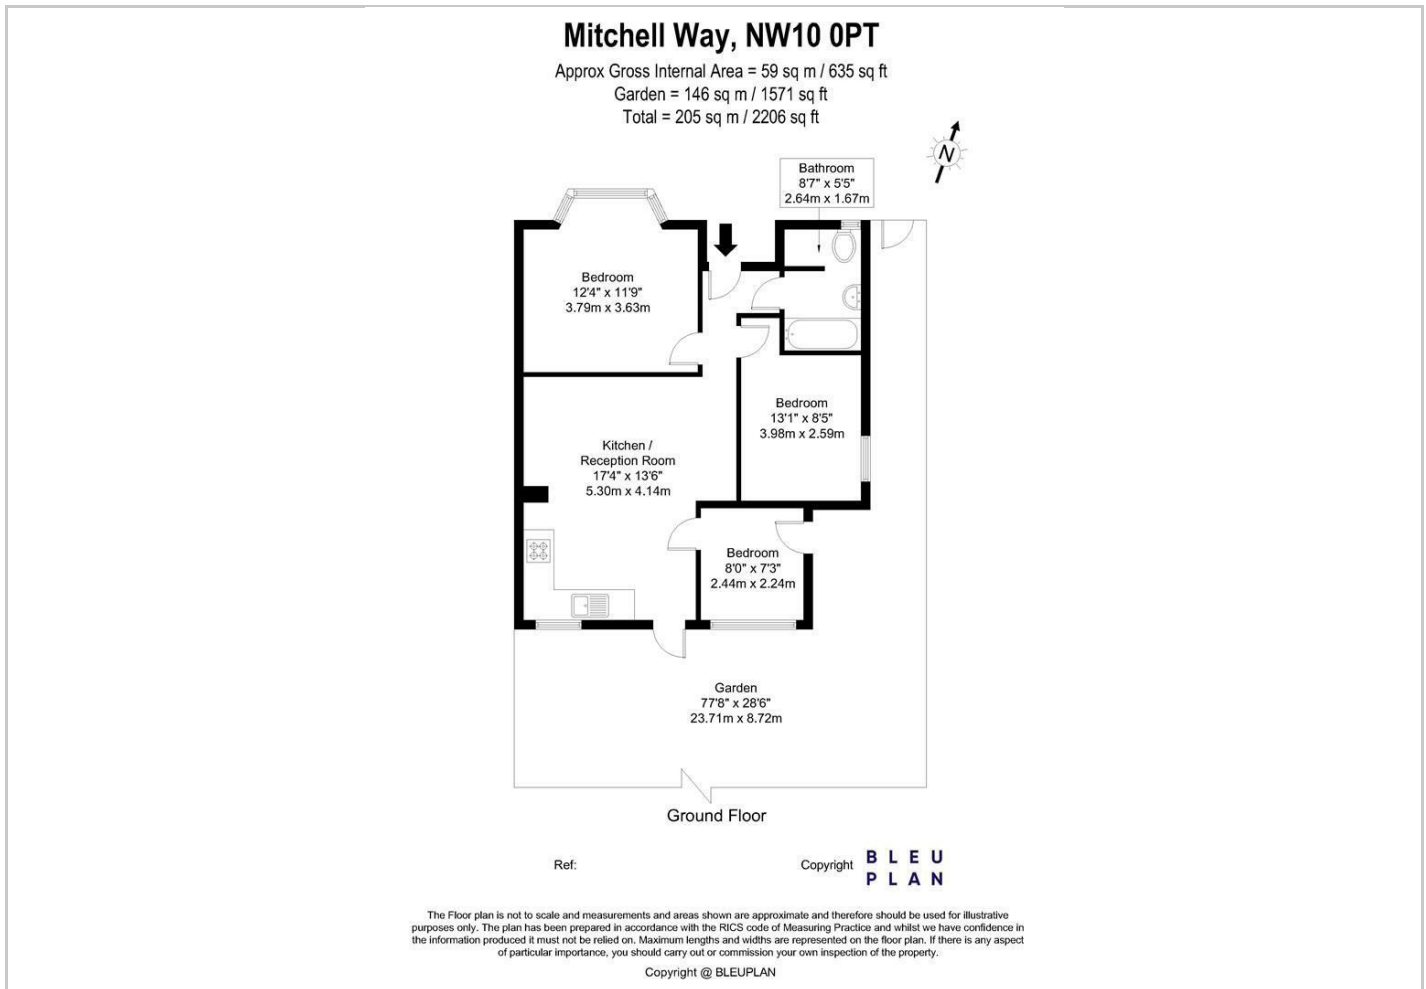 Mitchell Way, NW10 0PT
Approx Gross Internal Area = 59 sq m / 635 sq ft
Garden = 146 sq m / 1571 sq ft
Total = 205 sq m / 2206 sq ft
N
Bathroom
8'7" x 5'5"
2.64m x 1.67m
Bedroom
12'4" x 11'9"
3.79m x 3.63m
Bedroom
13'1" x 8'5"
3.98m x 2.59m
Kitchen /
Reception Room
17'4" x 13'6"
5.30m x 4.14m
Bedroom
8'0" x 7'3"
2.44m x 2.24m
Garden
77'8" x 28'6"
23.71m x 8.72m
Ground Floor
Ref:
Copyright
BLEU
PLAN
The Floor plan is not to scale and measurements and areas shown are approximate and therefore should be used for illustrative
purposes only. The plan has been prepared in accordance with the RICS code of Measuring Practice and whilst we have confidence in
the information produced it must not be relied on. Maximum lengths and widths are represented on the floor plan. If there is any aspect
of particular importance, you should carry out or commission your own inspection of the property.
Copyright @ BLEUPLAN